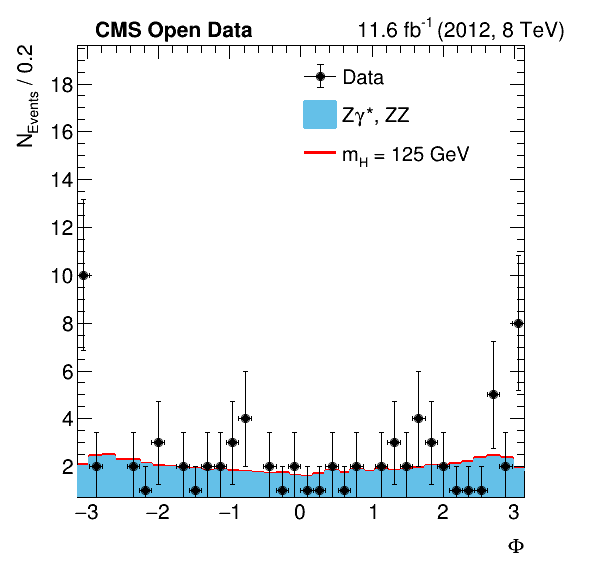 CMS Open Data 11.6 fb⁻¹ (2012, 8 TeV)
N_Events / 0.2
Data
Zγ*, ZZ
m_H = 125 GeV
18
16
14
12
10
8
6
4
2
−3 −2 −1 0 1 2 3
Φ